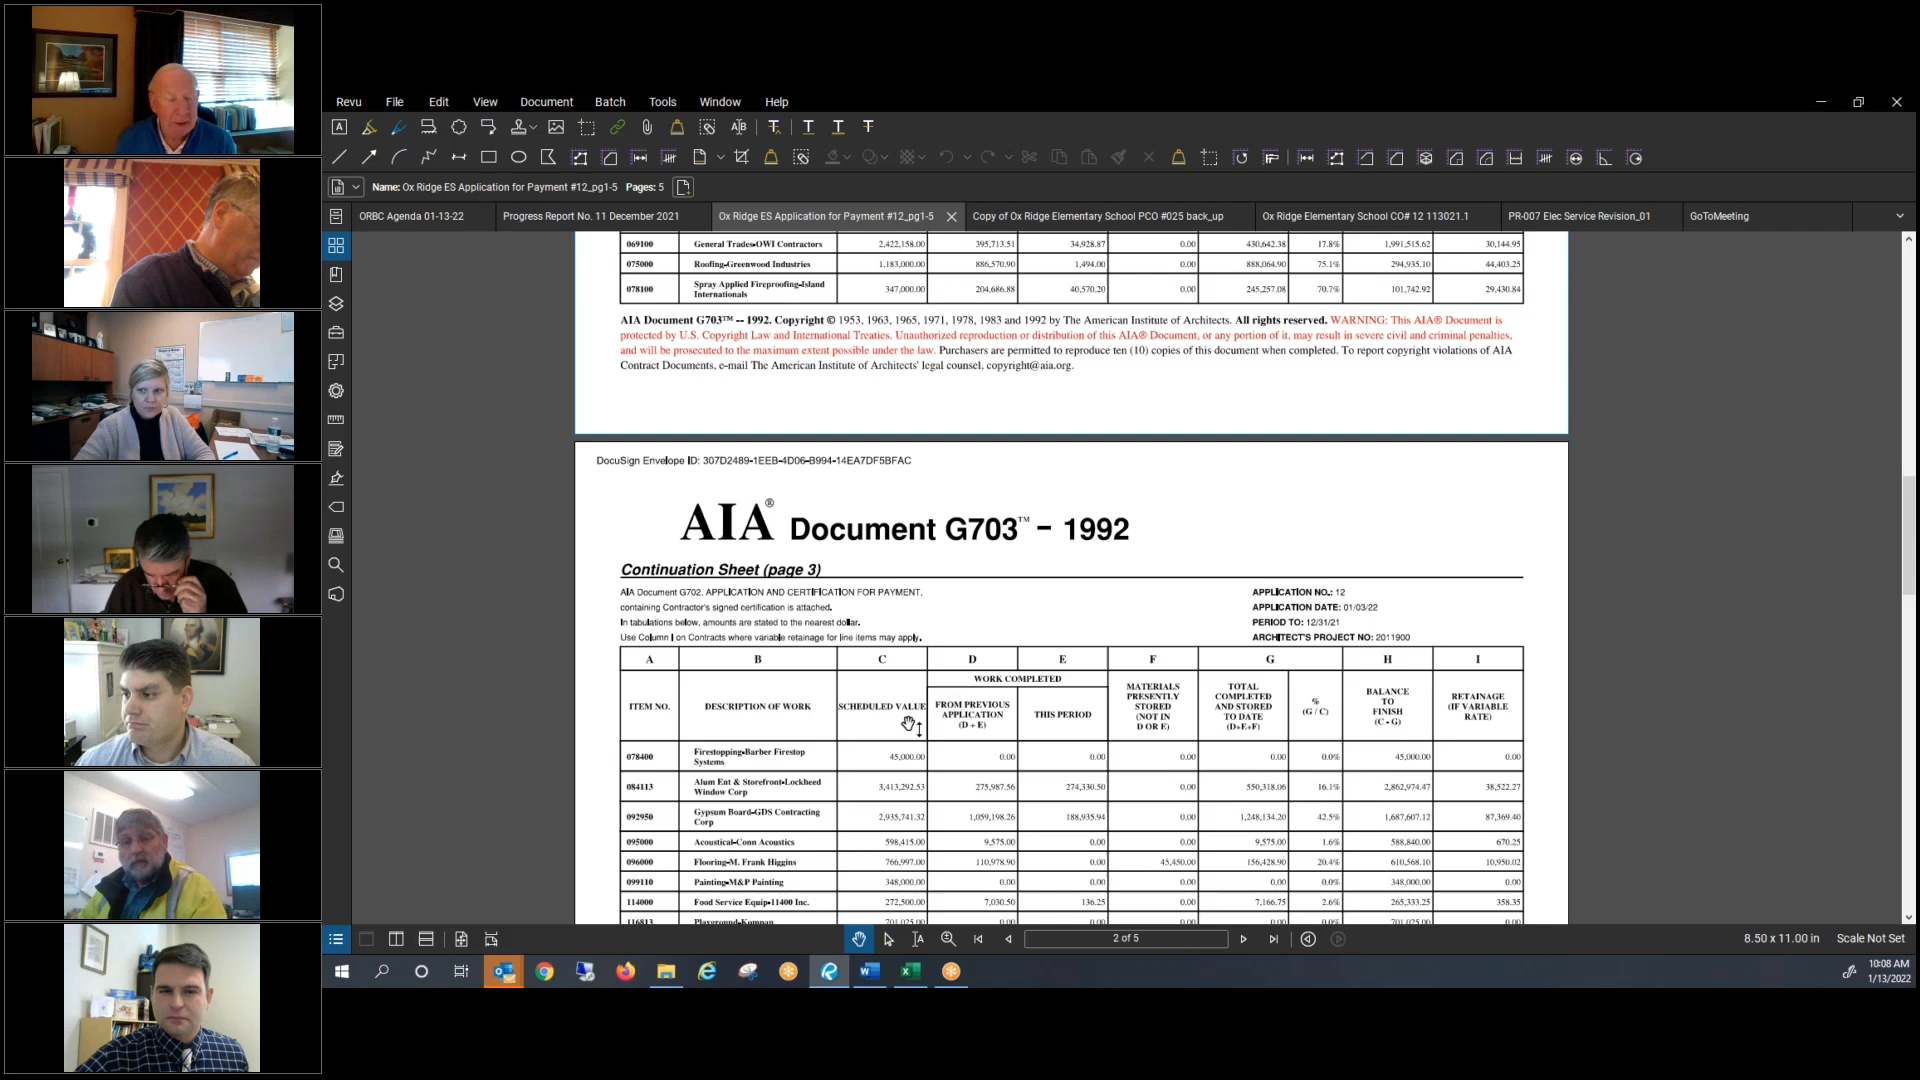 Revu File Edit View Document Batch Tools Window Help
Name: Ox Ridge ES Application for Payment #12_pg1-5 Pages: 5
ORBC Agenda 01-13-22 Progress Report No. 11 December 2021 Ox Ridge ES Application for Payment #12_pg1-5 Copy of Ox Ridge Elementary School PCO #025 back_up Ox Ridge Elementary School CO# 12 113021.1 PR-007 Elec Service Revision_01 GoToMeeting
069100 General Trades-OWI Contractors 2,422,158.00 395,713.51 34,928.87 0.00 430,642.38 17.8% 1,991,515.62 30,144.95
075000 Roofing-Greenwood Industries 1,183,000.00 886,570.90 1,494.00 0.00 888,064.90 75.1% 294,935.10 44,403.25
078100 Spray Applied Fireproofing-Island Internationals 347,000.00 204,686.88 40,570.20 0.00 245,257.08 70.7% 101,742.92 29,430.84
AIA Document G703™ -- 1992. Copyright © 1953, 1963, 1965, 1971, 1978, 1983 and 1992 by The American Institute of Architects. All rights reserved. WARNING: This AIA® Document is
protected by U.S. Copyright Law and International Treaties. Unauthorized reproduction or distribution of this AIA® Document, or any portion of it, may result in severe civil and criminal penalties,
and will be prosecuted to the maximum extent possible under the law. Purchasers are permitted to reproduce ten (10) copies of this document when completed. To report copyright violations of AIA
Contract Documents, e-mail The American Institute of Architects' legal counsel, copyright@aia.org.
DocuSign Envelope ID: 307D2489-1EEB-4D06-B994-14EA7DF5BFAC
AIA® Document G703™ - 1992
Continuation Sheet (page 3)
AIA Document G702, APPLICATION AND CERTIFICATION FOR PAYMENT,
containing Contractor's signed certification is attached.
In tabulations below, amounts are stated to the nearest dollar.
Use Column I on Contracts where variable retainage for line items may apply.
APPLICATION NO.: 12
APPLICATION DATE: 01/03/22
PERIOD TO: 12/31/21
ARCHITECT'S PROJECT NO: 2011900
A B C D E F G H I
WORK COMPLETED
ITEM NO. DESCRIPTION OF WORK SCHEDULED VALUE FROM PREVIOUS APPLICATION (D + E) THIS PERIOD MATERIALS PRESENTLY STORED (NOT IN D OR E) TOTAL COMPLETED AND STORED TO DATE (D+E+F) % (G / C) BALANCE TO FINISH (C - G) RETAINAGE (IF VARIABLE RATE)
078400 Firestopping-Barber Firestop Systems 45,000.00 0.00 0.00 0.00 0.00 0.0% 45,000.00 0.00
084113 Alum Ent & Storefront-Lockheed Window Corp 3,413,292.53 275,987.56 274,330.50 0.00 550,318.06 16.1% 2,862,974.47 38,522.27
092950 Gypsum Board-GDS Contracting Corp 2,935,741.32 1,059,198.26 188,935.94 0.00 1,248,134.20 42.5% 1,687,607.12 87,369.40
095000 Acoustical-Conn Acoustics 598,415.00 9,575.00 0.00 0.00 9,575.00 1.6% 588,840.00 670.25
096000 Flooring-M. Frank Higgins 766,997.00 110,978.90 0.00 45,450.00 156,428.90 20.4% 610,568.10 10,950.02
099110 Painting-M&P Painting 348,000.00 0.00 0.00 0.00 0.00 0.0% 348,000.00 0.00
114000 Food Service Equip-11400 Inc. 272,500.00 7,030.50 136.25 0.00 7,166.75 2.6% 265,333.25 358.35
116813 Playground-Kompan 701,025.00 0.00 0.00 0.00 0.00 0.0% 701,025.00 0.00
2 of 5
8.50 x 11.00 in Scale Not Set
10:08 AM
1/13/2022